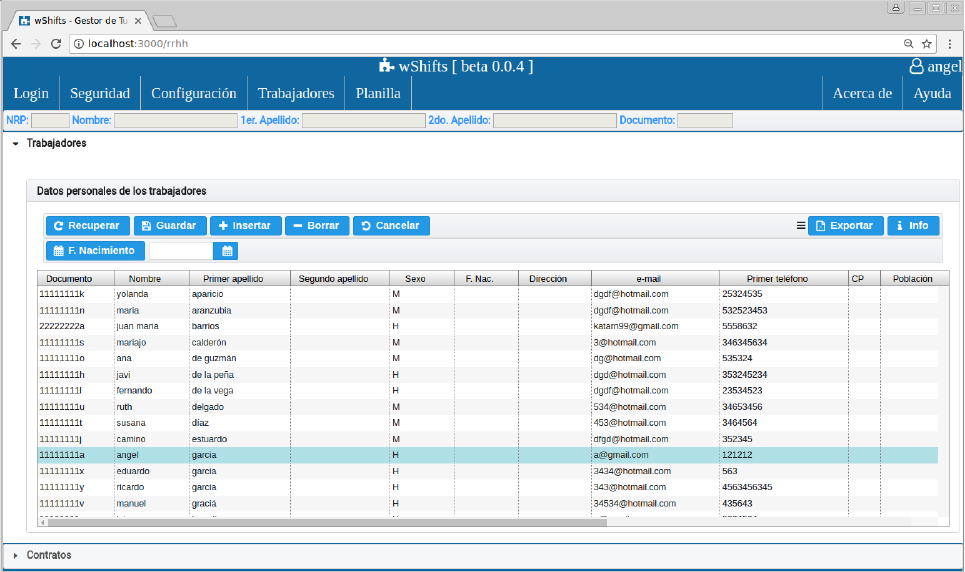 wShifts - Gestor de Tu
localhost:3000/rrhh
wShifts [ beta 0.0.4 ] angel
Login Seguridad Configuración Trabajadores Planilla Acerca de Ayuda
NRP: Nombre: 1er. Apellido: 2do. Apellido: Documento:
Trabajadores
Datos personales de los trabajadores
Recuperar Guardar Insertar Borrar Cancelar Exportar Info
F. Nacimiento
Documento Nombre Primer apellido Segundo apellido Sexo F. Nac. Dirección e-mail Primer teléfono CP Población
11111111k yolanda aparicio M dgdf@hotmail.com 25324535
11111111n maria aranzubia M dgdf@hotmail.com 532523453
22222222a juan maria barrios H katarn99@gmail.com 5558632
11111111s mariajo calderón M 3@hotmail.com 346345634
11111111o ana de guzmán M dg@hotmail.com 535324
11111111h javi de la peña H dgd@hotmail.com 353245234
11111111l fernando de la vega H dgdf@hotmail.com 23534523
11111111u ruth delgado M 534@hotmail.com 34653456
11111111t susana díaz M 453@hotmail.com 3464564
11111111j camino estuardo M dfgd@hotmail.com 352345
11111111a angel garcia H a@gmail.com 121212
11111111x eduardo garcia H 3434@hotmail.com 563
11111111y ricardo garcia H 343@hotmail.com 4563456345
11111111v manuel graciá H 34534@hotmail.com 435643
Contratos